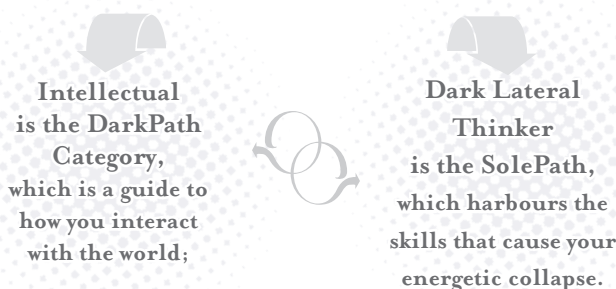 Intellectual
is the DarkPath
Category,
which is a guide to
how you interact
with the world;
Dark Lateral
Thinker
is the SolePath,
which harbours the
skills that cause your
energetic collapse.